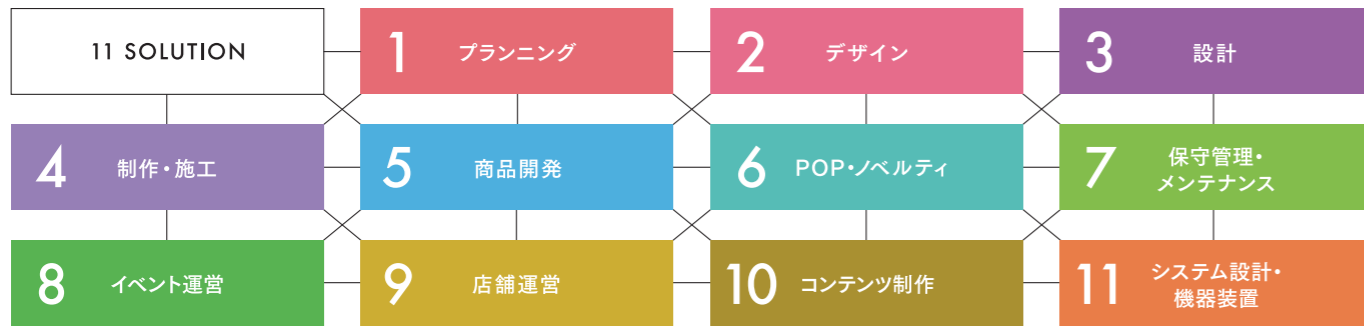 11 SOLUTION
1 プランニング
2 デザイン
3 設計
4 制作・施工
5 商品開発
6 POP・ノベルティ
7 保守管理・
メンテナンス
8 イベント運営
9 店舗運営
10 コンテンツ制作
11 システム設計・
機器装置